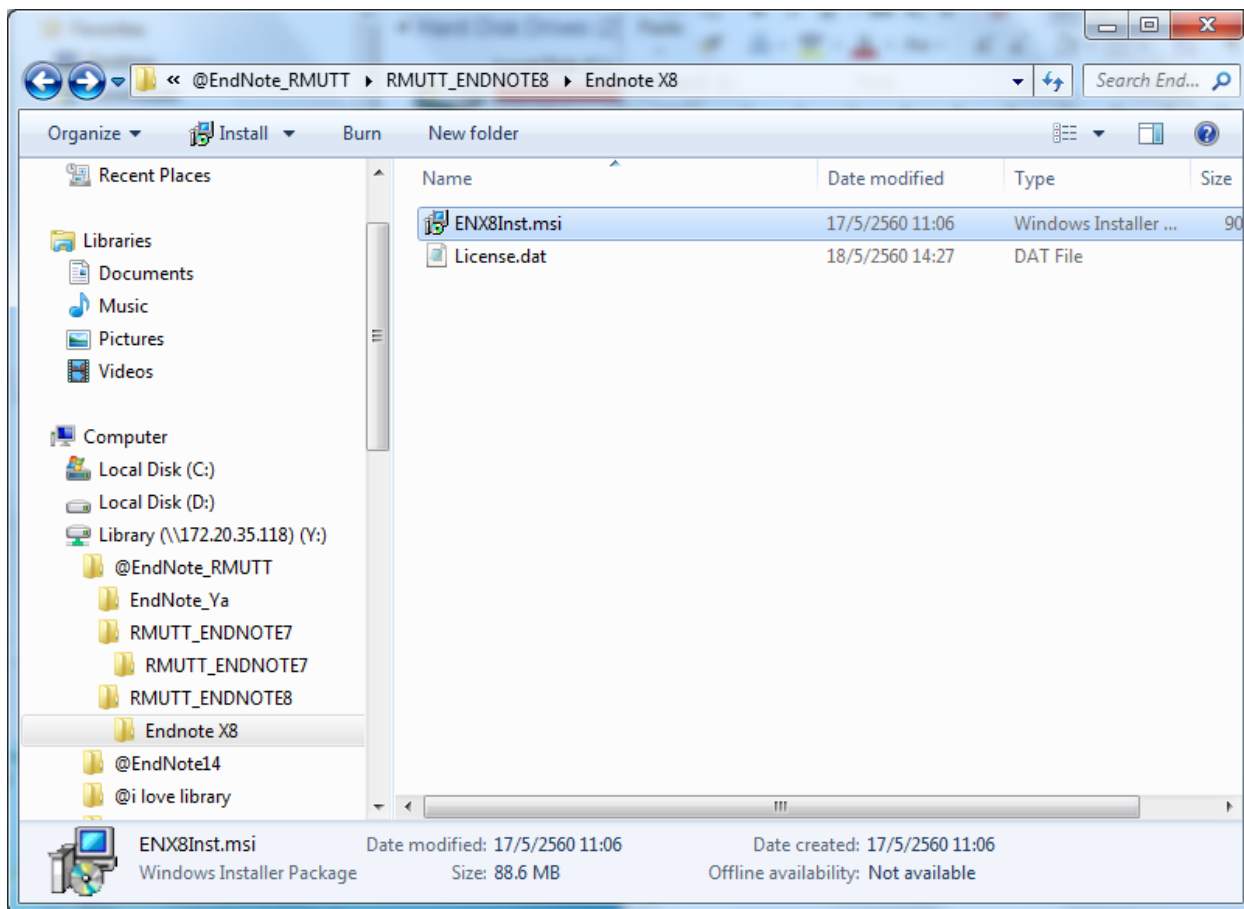 « @EndNote_RMUTT ▸ RMUTT_ENDNOTE8 ▸ Endnote X8
Search End...
Organize Install Burn New folder
Recent Places
Libraries
Documents
Music
Pictures
Videos
Computer
Local Disk (C:)
Local Disk (D:)
Library (\\172.20.35.118) (Y:)
@EndNote_RMUTT
EndNote_Ya
RMUTT_ENDNOTE7
RMUTT_ENDNOTE7
RMUTT_ENDNOTE8
Endnote X8
@EndNote14
@i love library
Name Date modified Type Size
ENX8Inst.msi 17/5/2560 11:06 Windows Installer ... 90
License.dat 18/5/2560 14:27 DAT File
ENX8Inst.msi Date modified: 17/5/2560 11:06 Date created: 17/5/2560 11:06
Windows Installer Package Size: 88.6 MB Offline availability: Not available